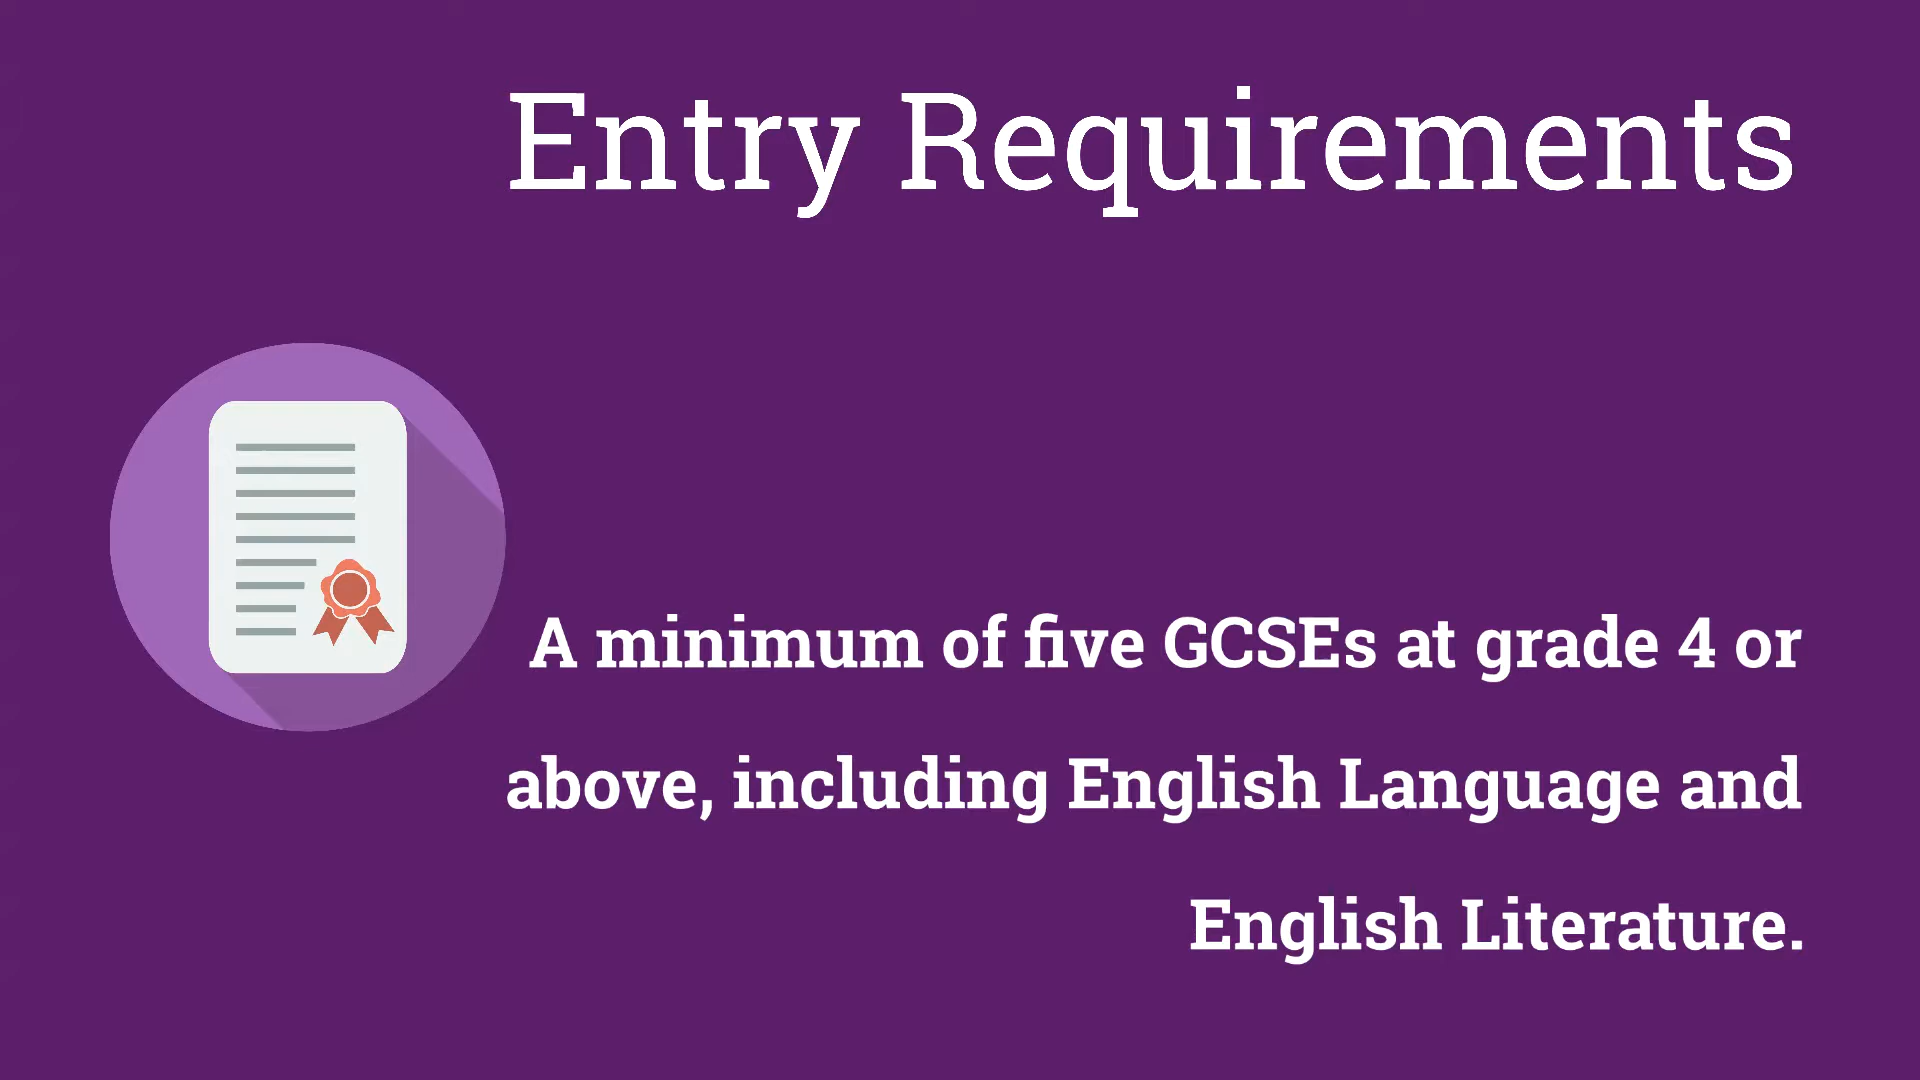 Entry Requirements
A minimum of five GCSEs at grade 4 or
above, including English Language and
English Literature.